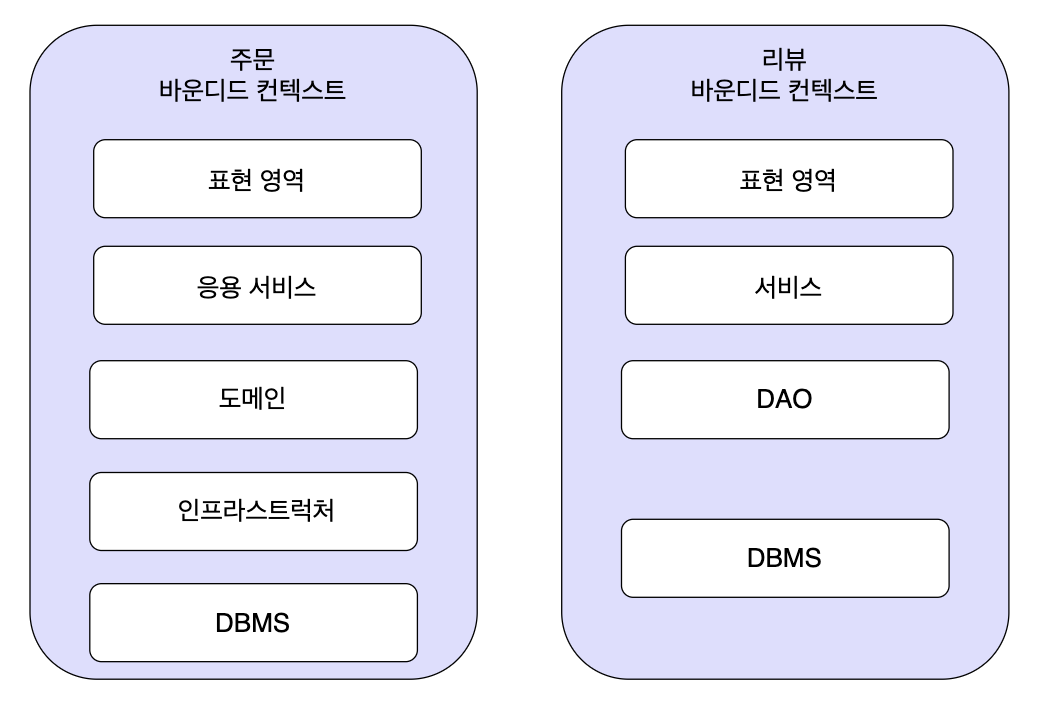 주문
바운디드 컨텍스트
표현 영역
응용 서비스
도메인
인프라스트럭처
DBMS
리뷰
바운디드 컨텍스트
표현 영역
서비스
DAO
DBMS